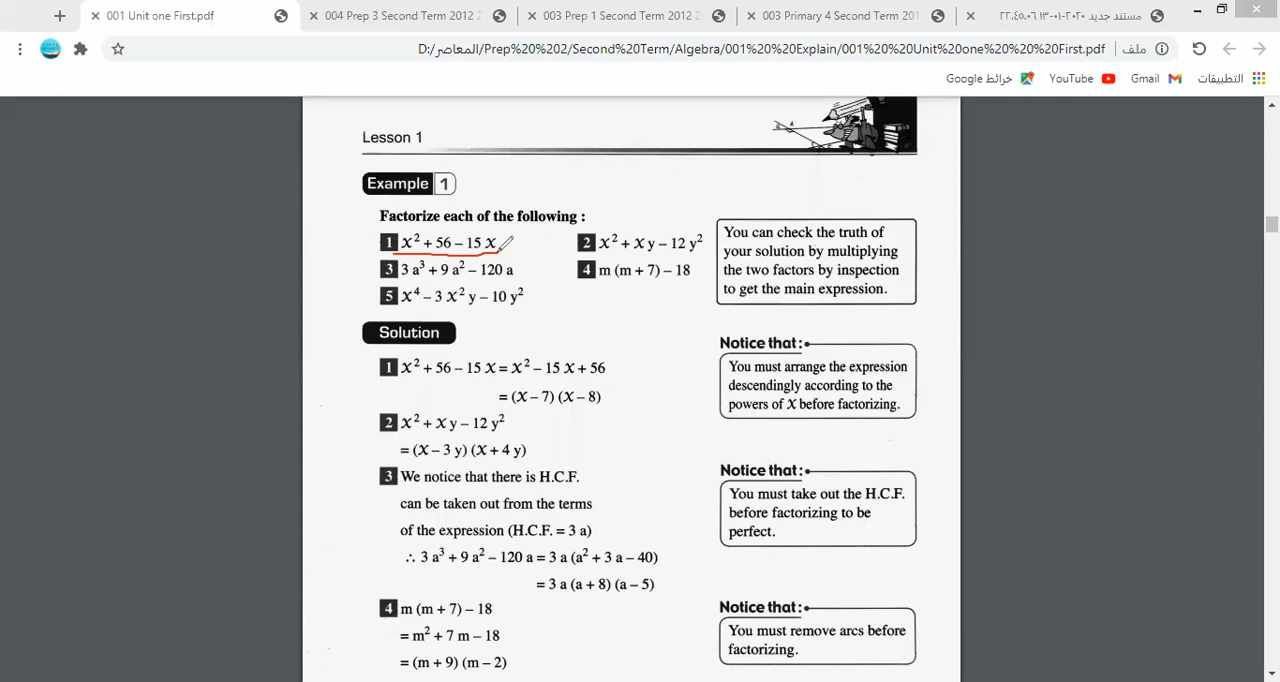 001 Unit one First.pdf
004 Prep 3 Second Term 2012 2
003 Prep 1 Second Term 2012 2
003 Primary 4 Second Term 201
مستند جديد ٢٠٢٠-٠١-١٣ ٢٢.٤٥.٠٦
D:/المعاصر/Prep%20%202/Second%20Term/Algebra/001%20%20Explain/001%20%20Unit%20one%20%20%20First.pdf ملف
خرائط Google YouTube Gmail التطبيقات
Lesson 1
Example 1
Factorize each of the following :
1 x² + 56 – 15 x 2 x² + x y – 12 y²
3 3 a³ + 9 a² – 120 a 4 m (m + 7) – 18
5 x⁴ – 3 x² y – 10 y²
You can check the truth of
your solution by multiplying
the two factors by inspection
to get the main expression.
Solution
1 x² + 56 – 15 x = x² – 15 x + 56
= (x – 7) (x – 8)
Notice that :
You must arrange the expression
descendingly according to the
powers of x before factorizing.
2 x² + x y – 12 y²
= (x – 3 y) (x + 4 y)
3 We notice that there is H.C.F.
can be taken out from the terms
of the expression (H.C.F. = 3 a)
∴ 3 a³ + 9 a² – 120 a = 3 a (a² + 3 a – 40)
= 3 a (a + 8) (a – 5)
Notice that :
You must take out the H.C.F.
before factorizing to be
perfect.
4 m (m + 7) – 18
= m² + 7 m – 18
= (m + 9) (m – 2)
Notice that :
You must remove arcs before
factorizing.